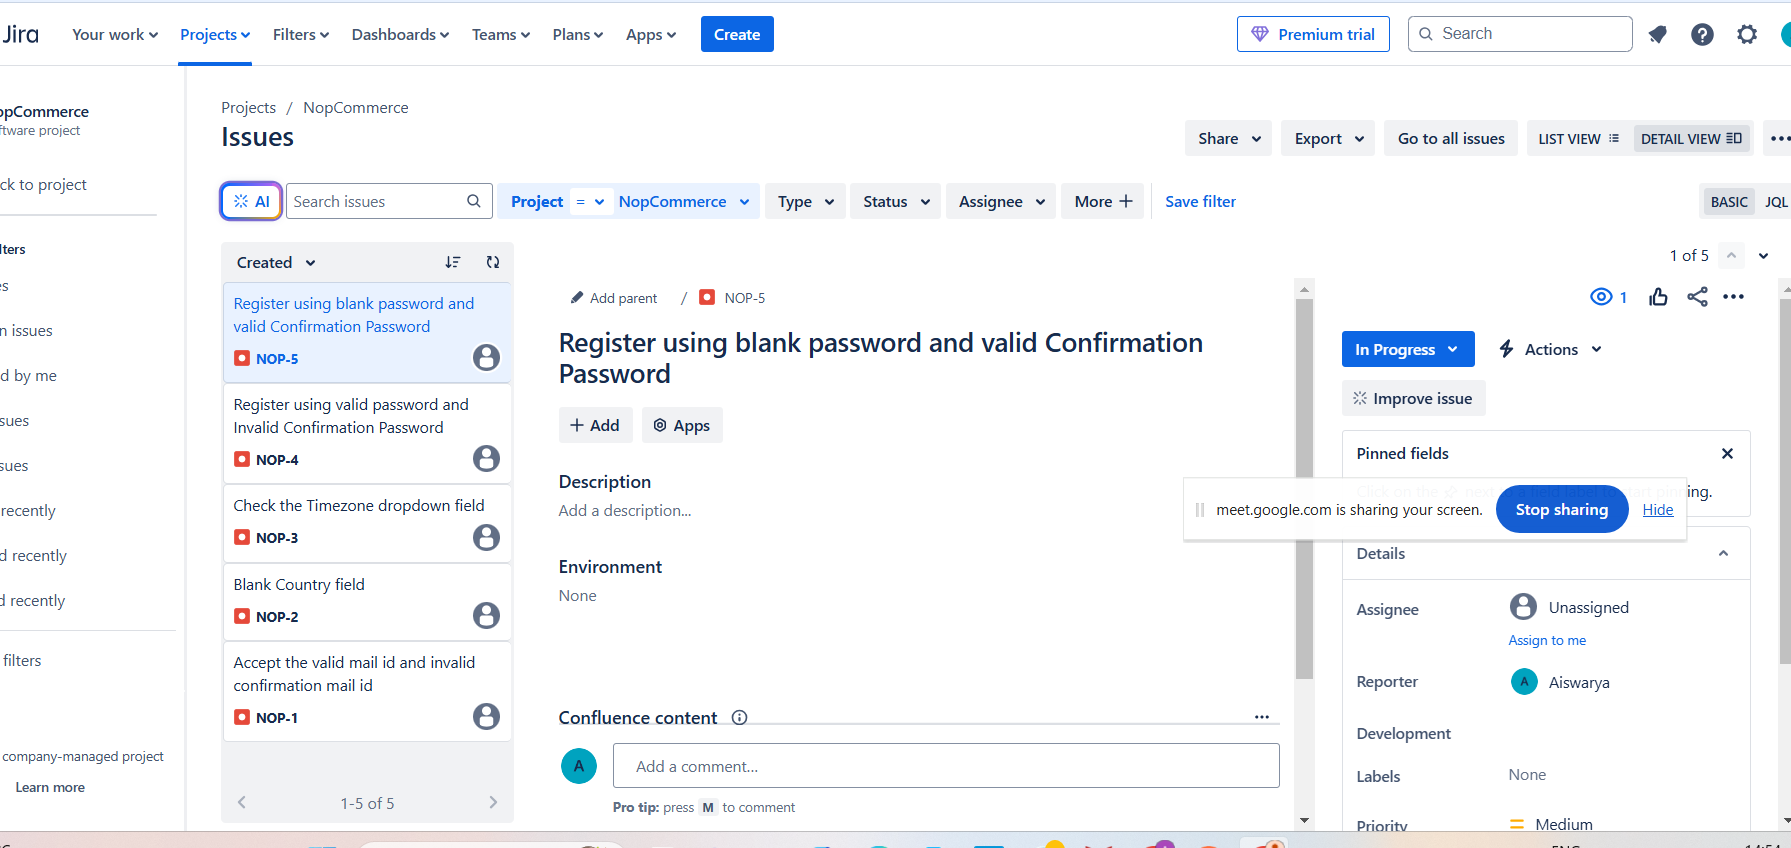 Jira Your work Projects Filters Dashboards Teams Plans Apps Create Premium trial Search
opCommerce
ftware project
ck to project
lters
es
n issues
d by me
sues
sues
recently
d recently
d recently
filters
company-managed project
Learn more
Projects / NopCommerce
Issues
Share Export Go to all issues LIST VIEW DETAIL VIEW
AI Search issues Project = NopCommerce Type Status Assignee More + Save filter BASIC JQL
Created
Register using blank password and
valid Confirmation Password
NOP-5
Register using valid password and
Invalid Confirmation Password
NOP-4
Check the Timezone dropdown field
NOP-3
Blank Country field
NOP-2
Accept the valid mail id and invalid
confirmation mail id
NOP-1
1-5 of 5
1 of 5
Add parent / NOP-5
Register using blank password and valid Confirmation
Password
+ Add Apps
Description
Add a description...
Environment
None
Confluence content
A Add a comment...
Pro tip: press M to comment
1
In Progress Actions
Improve issue
Pinned fields
ing.
meet.google.com is sharing your screen. Stop sharing Hide
Details
Assignee Unassigned
Assign to me
Reporter A Aiswarya
Development
Labels None
Priority Medium